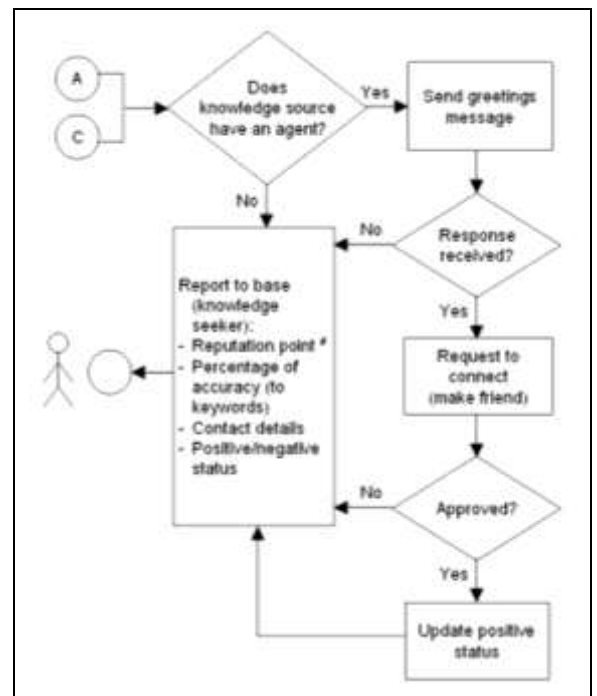 A
C
Does
knowledge source
have an agent?
Yes
Send greetings
message
No
Response
received?
No
Yes
Report to base
(knowledge
seeker):
- Reputation point #
- Percentage of
accuracy (to
keywords)
- Contact details
- Positive/negative
status
Request to
connect
(make friend)
No
Approved?
Yes
Update positive
status